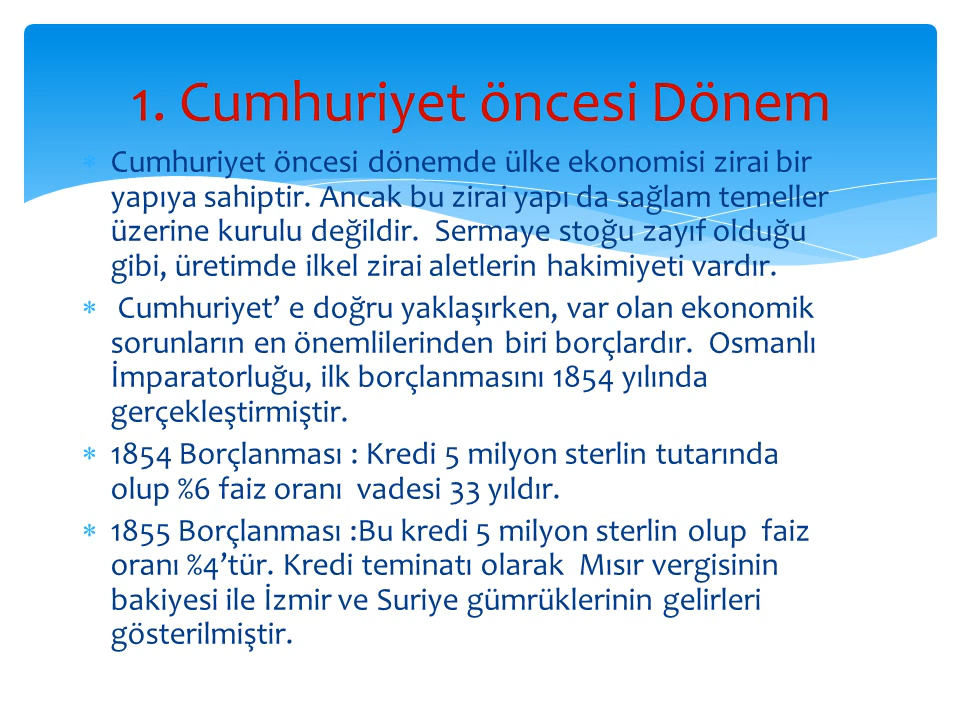 1. Cumhuriyet öncesi Dönem
* Cumhuriyet öncesi dönemde ülke ekonomisi zirai bir
yapıya sahiptir. Ancak bu zirai yapı da sağlam temeller
üzerine kurulu değildir. Sermaye stoğu zayıf olduğu
gibi, üretimde ilkel zirai aletlerin hakimiyeti vardır.
* Cumhuriyet’ e doğru yaklaşırken, var olan ekonomik
sorunların en önemlilerinden biri borçlardır. Osmanlı
İmparatorluğu, ilk borçlanmasını 1854 yılında
gerçekleştirmiştir.
* 1854 Borçlanması : Kredi 5 milyon sterlin tutarında
olup %6 faiz oranı vadesi 33 yıldır.
* 1855 Borçlanması :Bu kredi 5 milyon sterlin olup faiz
oranı %4’tür. Kredi teminatı olarak Mısır vergisinin
bakiyesi ile İzmir ve Suriye gümrüklerinin gelirleri
gösterilmiştir.